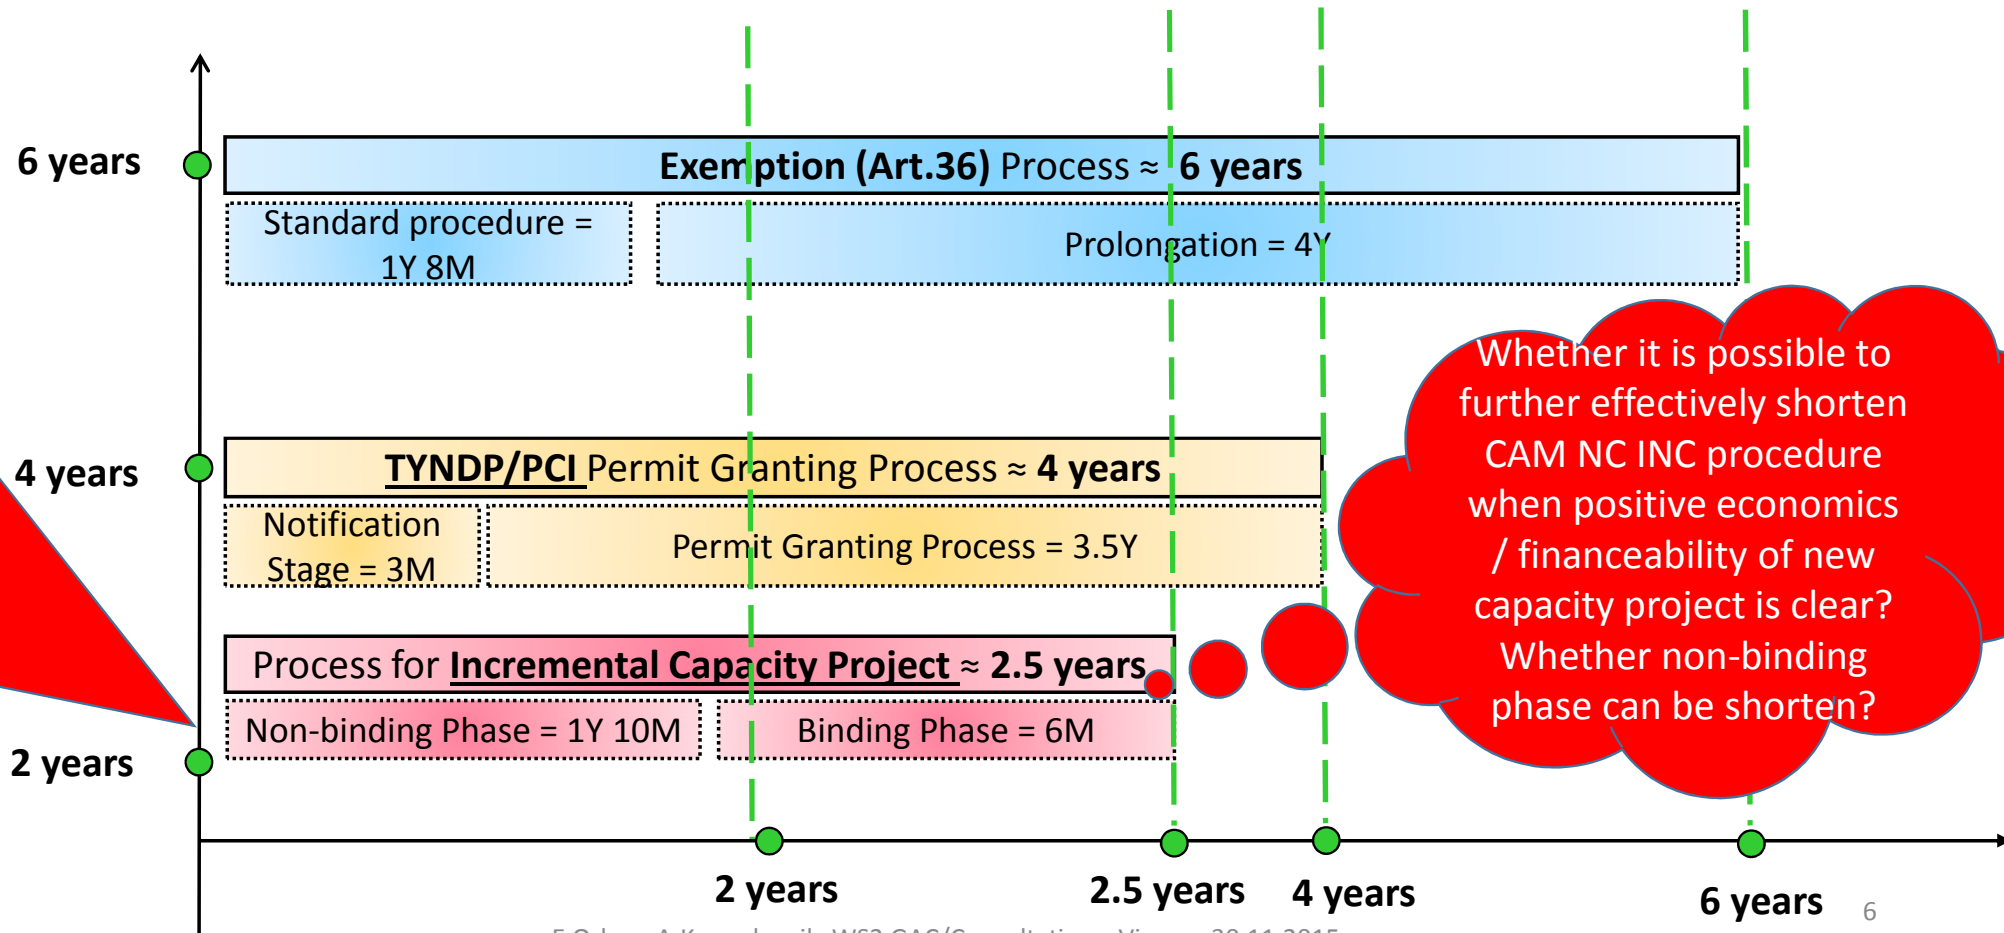 6 years
Exemption (Art.36) Process ≈ 6 years
Standard procedure =
1Y 8M
Prolongation = 4Y
4 years
TYNDP/PCI Permit Granting Process ≈ 4 years
Notification
Stage = 3M
Permit Granting Process = 3.5Y
Process for Incremental Capacity Project ≈ 2.5 years
Non-binding Phase = 1Y 10M
Binding Phase = 6M
2 years
Whether it is possible to
further effectively shorten
CAM NC INC procedure
when positive economics
/ financeability of new
capacity project is clear?
Whether non-binding
phase can be shorten?
2 years
2.5 years
4 years
6 years
6